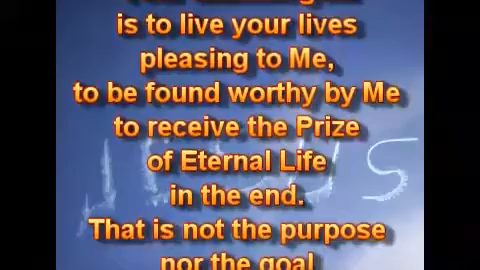 is to live your lives
pleasing to Me,
to be found worthy by Me
to receive the Prize
of Eternal Life
in the end.
That is not the purpose
nor the goal
JESUS